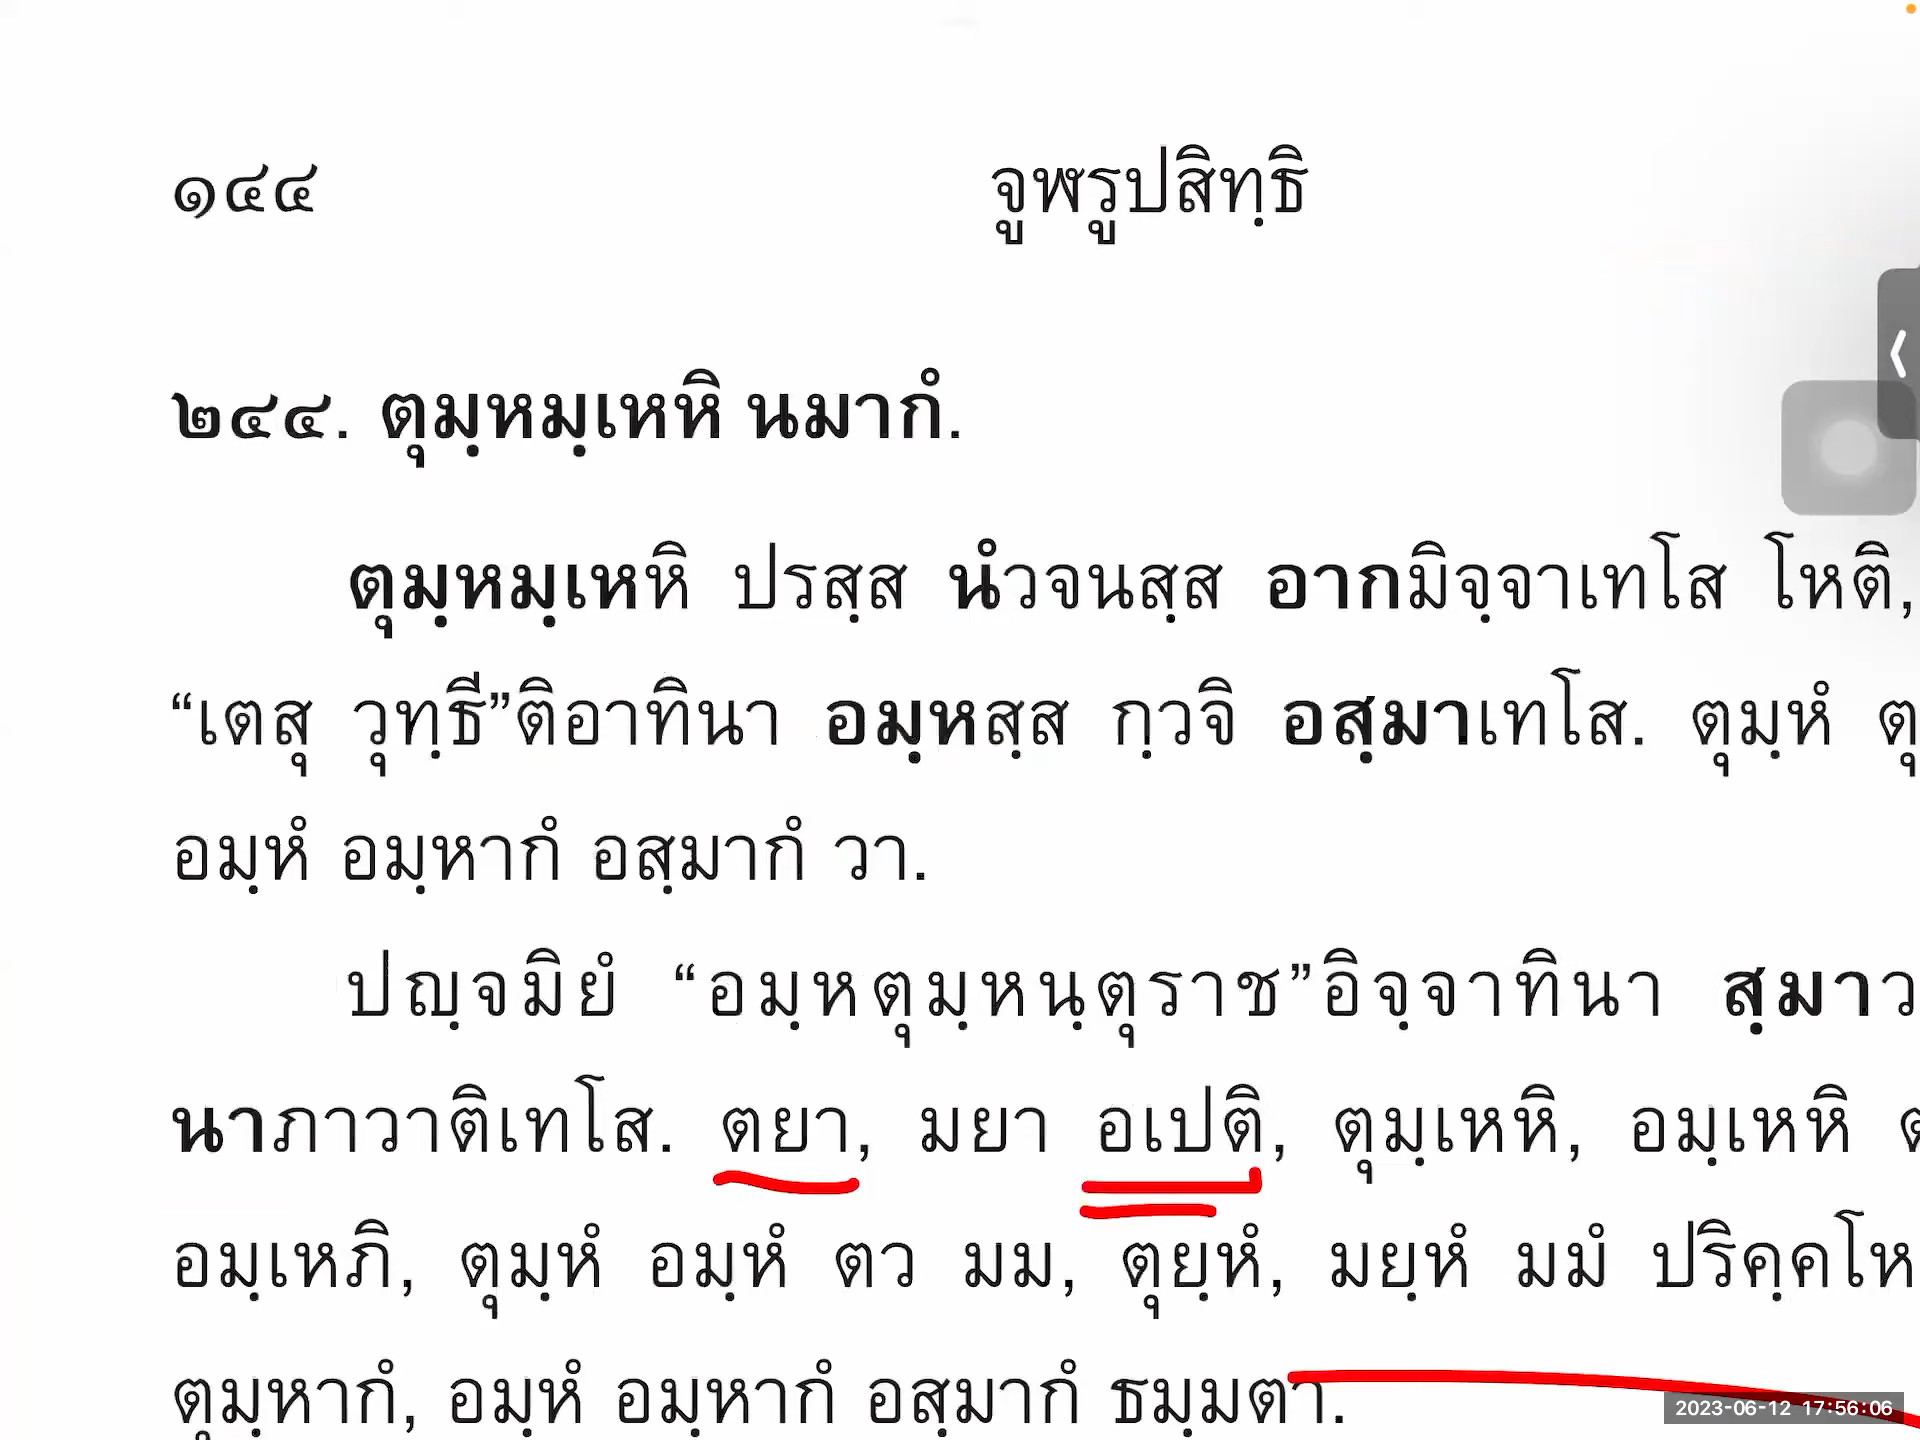 ๑๔๔ จูฬรูปสิทฺธิ
๒๔๔. ตุมฺหมฺเหหิ นมากํ.
ตุมฺหมฺเหหิ ปรสฺส นํวจนสฺส อากมิจฺจาเทโส โหติ,
“เตสุ วุทฺธี”ติอาทินา อมฺหสฺส กฺวจิ อสฺมาเทโส. ตุมฺหํ ตุ
อมฺหํ อมฺหากํ อสฺมากํ วา.
ปญฺจมิยํ “อมฺหตุมฺหนฺตุราช”อิจฺจาทินา สฺมาว
นาภาวาติเทโส. ตยา, มยา อเปติ, ตุมฺเหหิ, อมฺเหหิ ต
อมฺเหภิ, ตุมฺหํ อมฺหํ ตว มม, ตุยฺหํ, มยฺหํ มมํ ปริคฺคโห
ตุมฺหากํ, อมฺหํ อมฺหากํ อสฺมากํ ธมฺมตา.
2023-06-12 17:56:06